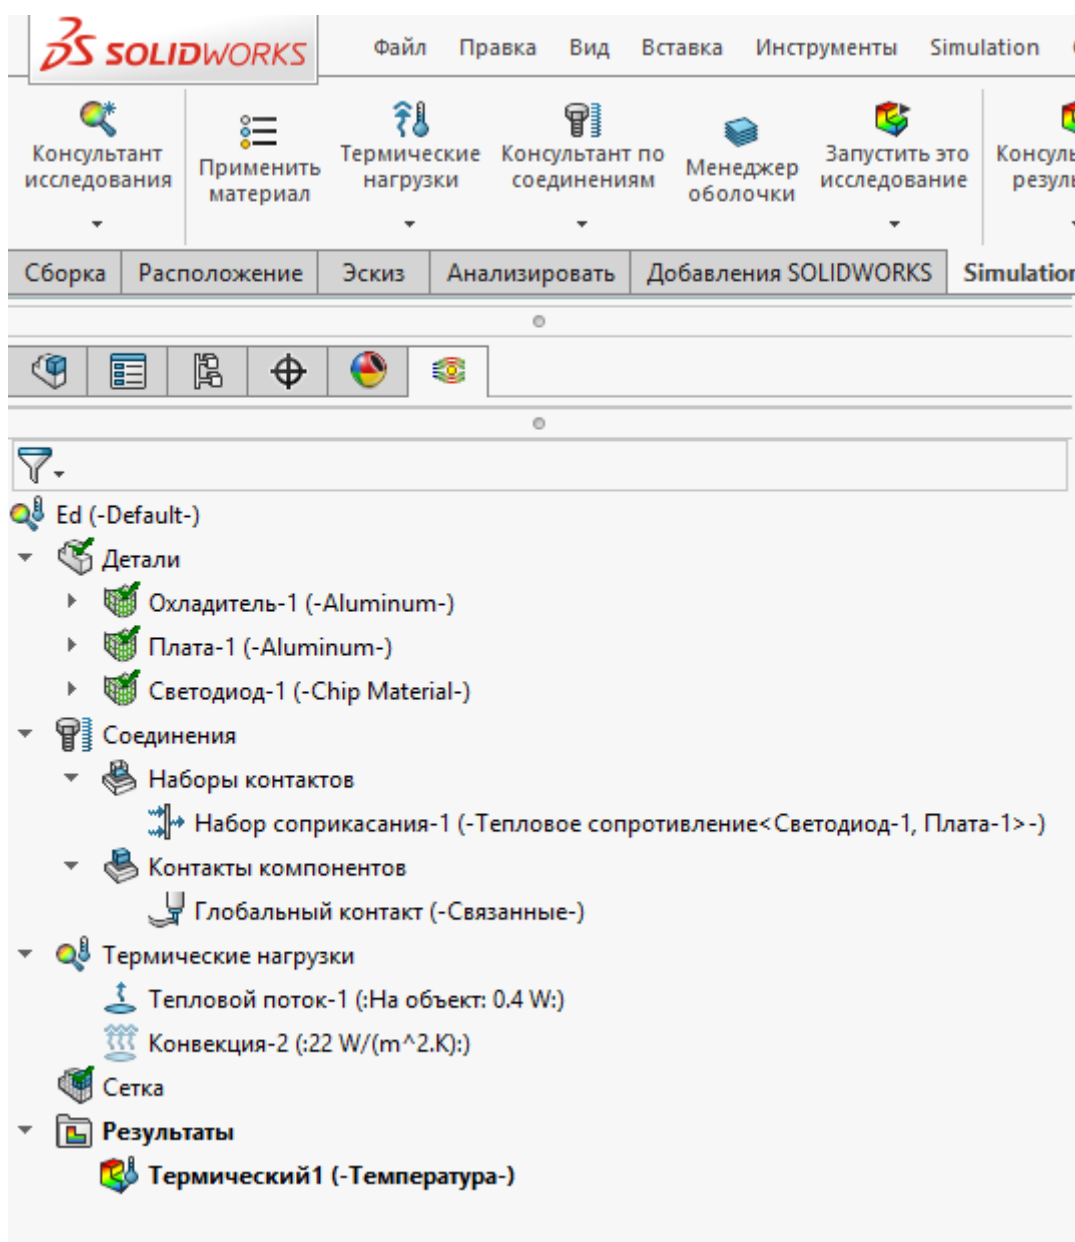 SOLIDWORKS Файл Правка Вид Вставка Инструменты Simulation
Консультант исследования
Применить материал
Термические нагрузки
Консультант по соединениям
Менеджер оболочки
Запустить это исследование
Сборка Расположение Эскиз Анализировать Добавления SOLIDWORKS Simulation
Ed (-Default-)
Детали
Охладитель-1 (-Aluminum-)
Плата-1 (-Aluminum-)
Светодиод-1 (-Chip Material-)
Соединения
Наборы контактов
Набор соприкасания-1 (-Тепловое сопротивление<Светодиод-1, Плата-1>-)
Контакты компонентов
Глобальный контакт (-Связанные-)
Термические нагрузки
Тепловой поток-1 (:На объект: 0.4 W:)
Конвекция-2 (:22 W/(m^2.K):)
Сетка
Результаты
Термический1 (-Температура-)